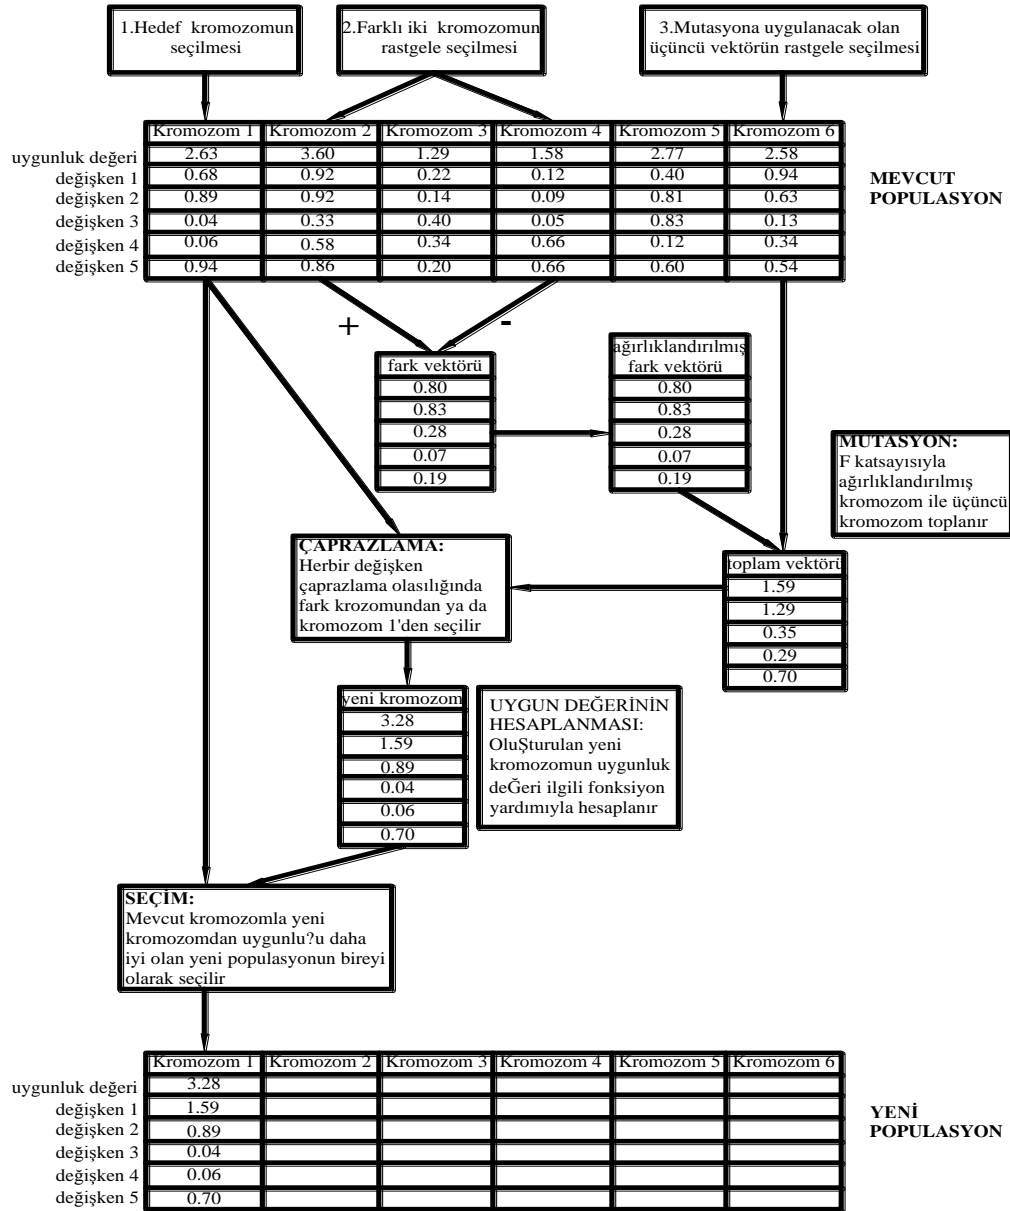 1.Hedef kromozomun
seçilmesi
2.Farklı iki kromozomun
rastgele seçilmesi
3.Mutasyona uygulanacak olan
üçüncü vektörün rastgele seçilmesi
Kromozom 1 Kromozom 2 Kromozom 3 Kromozom 4 Kromozom 5 Kromozom 6
uygunluk değeri 2.63 3.60 1.29 1.58 2.77 2.58
değişken 1 0.68 0.92 0.22 0.12 0.40 0.94
değişken 2 0.89 0.92 0.14 0.09 0.81 0.63
değişken 3 0.04 0.33 0.40 0.05 0.83 0.13
değişken 4 0.06 0.58 0.34 0.66 0.12 0.34
değişken 5 0.94 0.86 0.20 0.66 0.60 0.54
MEVCUT
POPULASYON
+ -
fark vektörü
0.80
0.83
0.28
0.07
0.19
ağırlıklandırılmış
fark vektörü
0.80
0.83
0.28
0.07
0.19
MUTASYON:
F katsayısıyla
ağırlıklandırılmış
kromozom ile üçüncü
kromozom toplanır
ÇAPRAZLAMA:
Herbir değişken
çaprazlama olasılığında
fark krozomundan ya da
kromozom 1'den seçilir
toplam vektörü
1.59
1.29
0.35
0.29
0.70
yeni kromozom
3.28
1.59
0.89
0.04
0.06
0.70
UYGUN DEĞERİNİN
HESAPLANMASI:
OluŞturulan yeni
kromozomun uygunluk
deĞeri ilgili fonksiyon
yardımıyla hesaplanır
SEÇİM:
Mevcut kromozomla yeni
kromozomdan uygunlu?u daha
iyi olan yeni populasyonun bireyi
olarak seçilir
Kromozom 1 Kromozom 2 Kromozom 3 Kromozom 4 Kromozom 5 Kromozom 6
uygunluk değeri 3.28
değişken 1 1.59
değişken 2 0.89
değişken 3 0.04
değişken 4 0.06
değişken 5 0.70
YENİ
POPULASYON